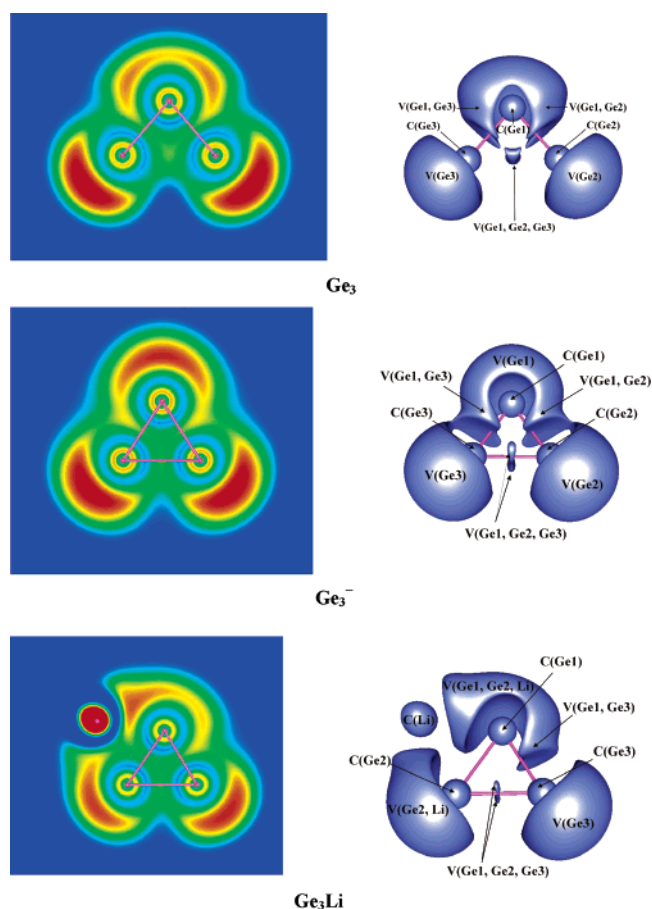 V(Ge1, Ge3)
V(Ge1, Ge2)
C(Ge1)
C(Ge3)
C(Ge2)
V(Ge3)
V(Ge2)
V(Ge1, Ge2, Ge3)
Ge₃
V(Ge1)
C(Ge1)
V(Ge1, Ge3)
V(Ge1, Ge2)
C(Ge3)
C(Ge2)
V(Ge3)
V(Ge2)
V(Ge1, Ge2, Ge3)
Ge₃⁻
C(Ge1)
V(Ge1, Ge2, Li)
V(Ge1, Ge3)
C(Li)
C(Ge2)
C(Ge3)
V(Ge2, Li)
V(Ge3)
V(Ge1, Ge2, Ge3)
Ge₃Li